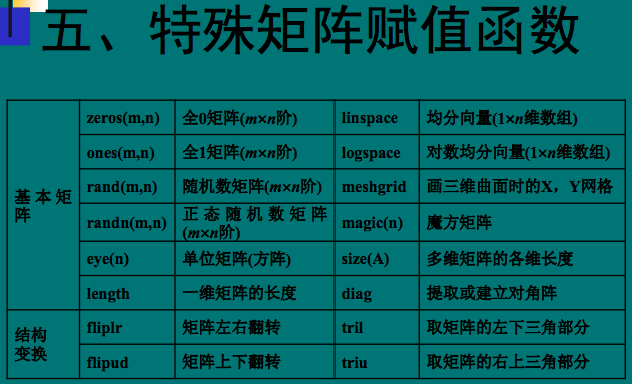 五、特殊矩阵赋值函数
基本矩阵
zeros(m,n) 全0矩阵(m×n阶) linspace 均分向量(1×n维数组)
ones(m,n) 全1矩阵(m×n阶) logspace 对数均分向量(1×n维数组)
rand(m,n) 随机数矩阵(m×n阶) meshgrid 画三维曲面时的X，Y网格
randn(m,n) 正态随机数矩阵(m×n阶) magic(n) 魔方矩阵
eye(n) 单位矩阵(方阵) size(A) 多维矩阵的各维长度
length 一维矩阵的长度 diag 提取或建立对角阵
结构
变换
fliplr 矩阵左右翻转 tril 取矩阵的左下三角部分
flipud 矩阵上下翻转 triu 取矩阵的右上三角部分